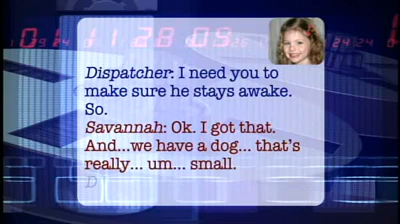 Dispatcher: I need you to
make sure he stays awake.
So.
Savannah: Ok. I got that.
And...we have a dog... that's
really... um... small.
D